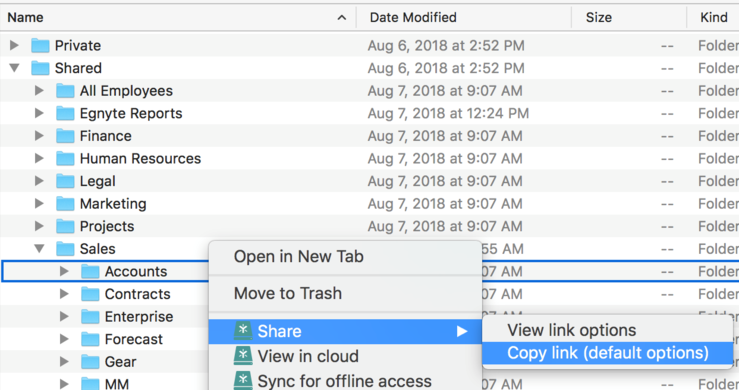 Name Date Modified Size Kind
Private Aug 6, 2018 at 2:52 PM -- Folder
Shared Aug 6, 2018 at 2:52 PM -- Folder
All Employees Aug 7, 2018 at 9:07 AM -- Folder
Egnyte Reports Aug 7, 2018 at 12:24 PM -- Folder
Finance Aug 7, 2018 at 9:07 AM -- Folder
Human Resources Aug 7, 2018 at 9:07 AM -- Folder
Legal Aug 7, 2018 at 9:07 AM -- Folder
Marketing Aug 7, 2018 at 9:07 AM -- Folder
Projects Aug 7, 2018 at 9:07 AM -- Folder
Sales 55 AM -- Folder
Open in New Tab
Accounts 07 AM -- Folder
Contracts 07 AM -- Folder
Move to Trash
Enterprise
Share View link options
Forecast Copy link (default options)
View in cloud
Gear
Sync for offline access
MM